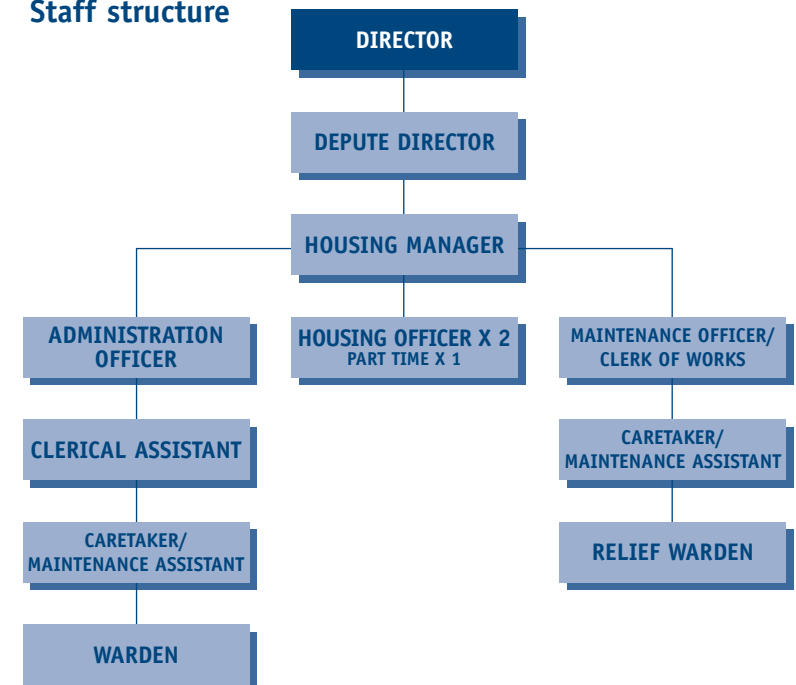 Staff structure
DIRECTOR
DEPUTE DIRECTOR
HOUSING MANAGER
ADMINISTRATION
OFFICER
HOUSING OFFICER X 2
PART TIME X 1
MAINTENANCE OFFICER/
CLERK OF WORKS
CLERICAL ASSISTANT
CARETAKER/
MAINTENANCE ASSISTANT
CARETAKER/
MAINTENANCE ASSISTANT
RELIEF WARDEN
WARDEN